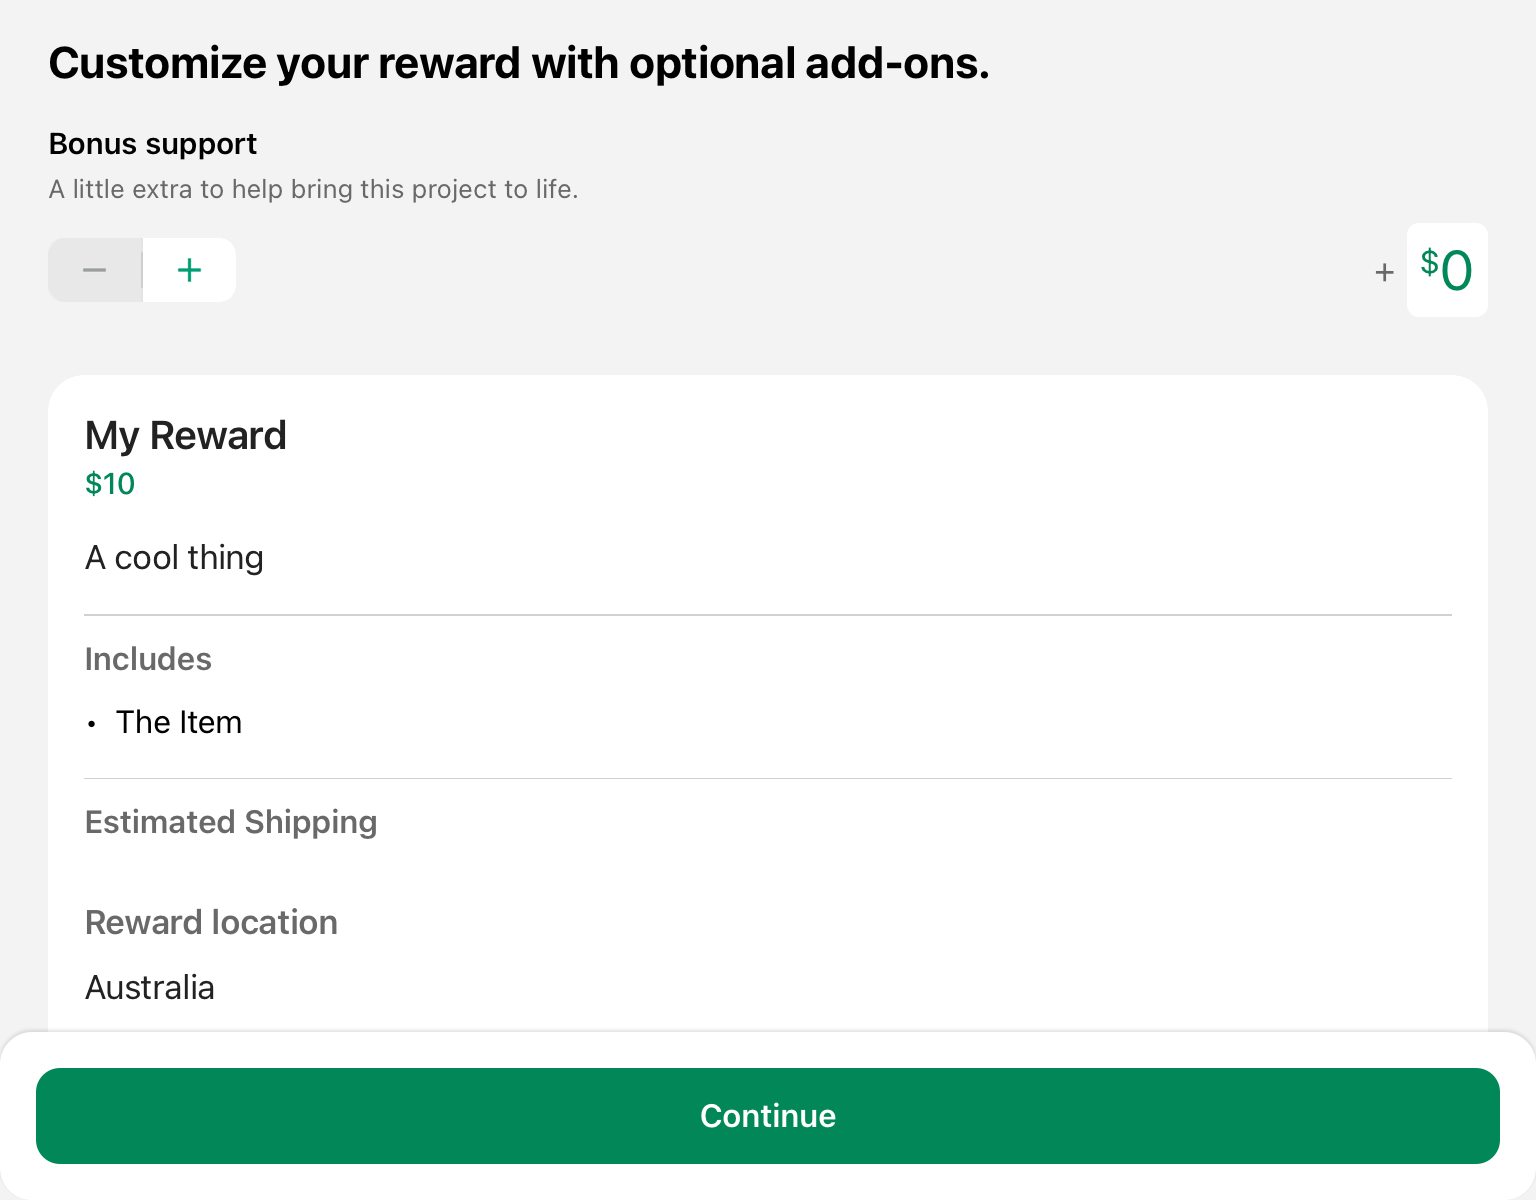 Customize your reward with optional add-ons.
Bonus support
A little extra to help bring this project to life.
− +
+ $0
My Reward
$10
A cool thing
Includes
• The Item
Estimated Shipping
Reward location
Australia
Continue